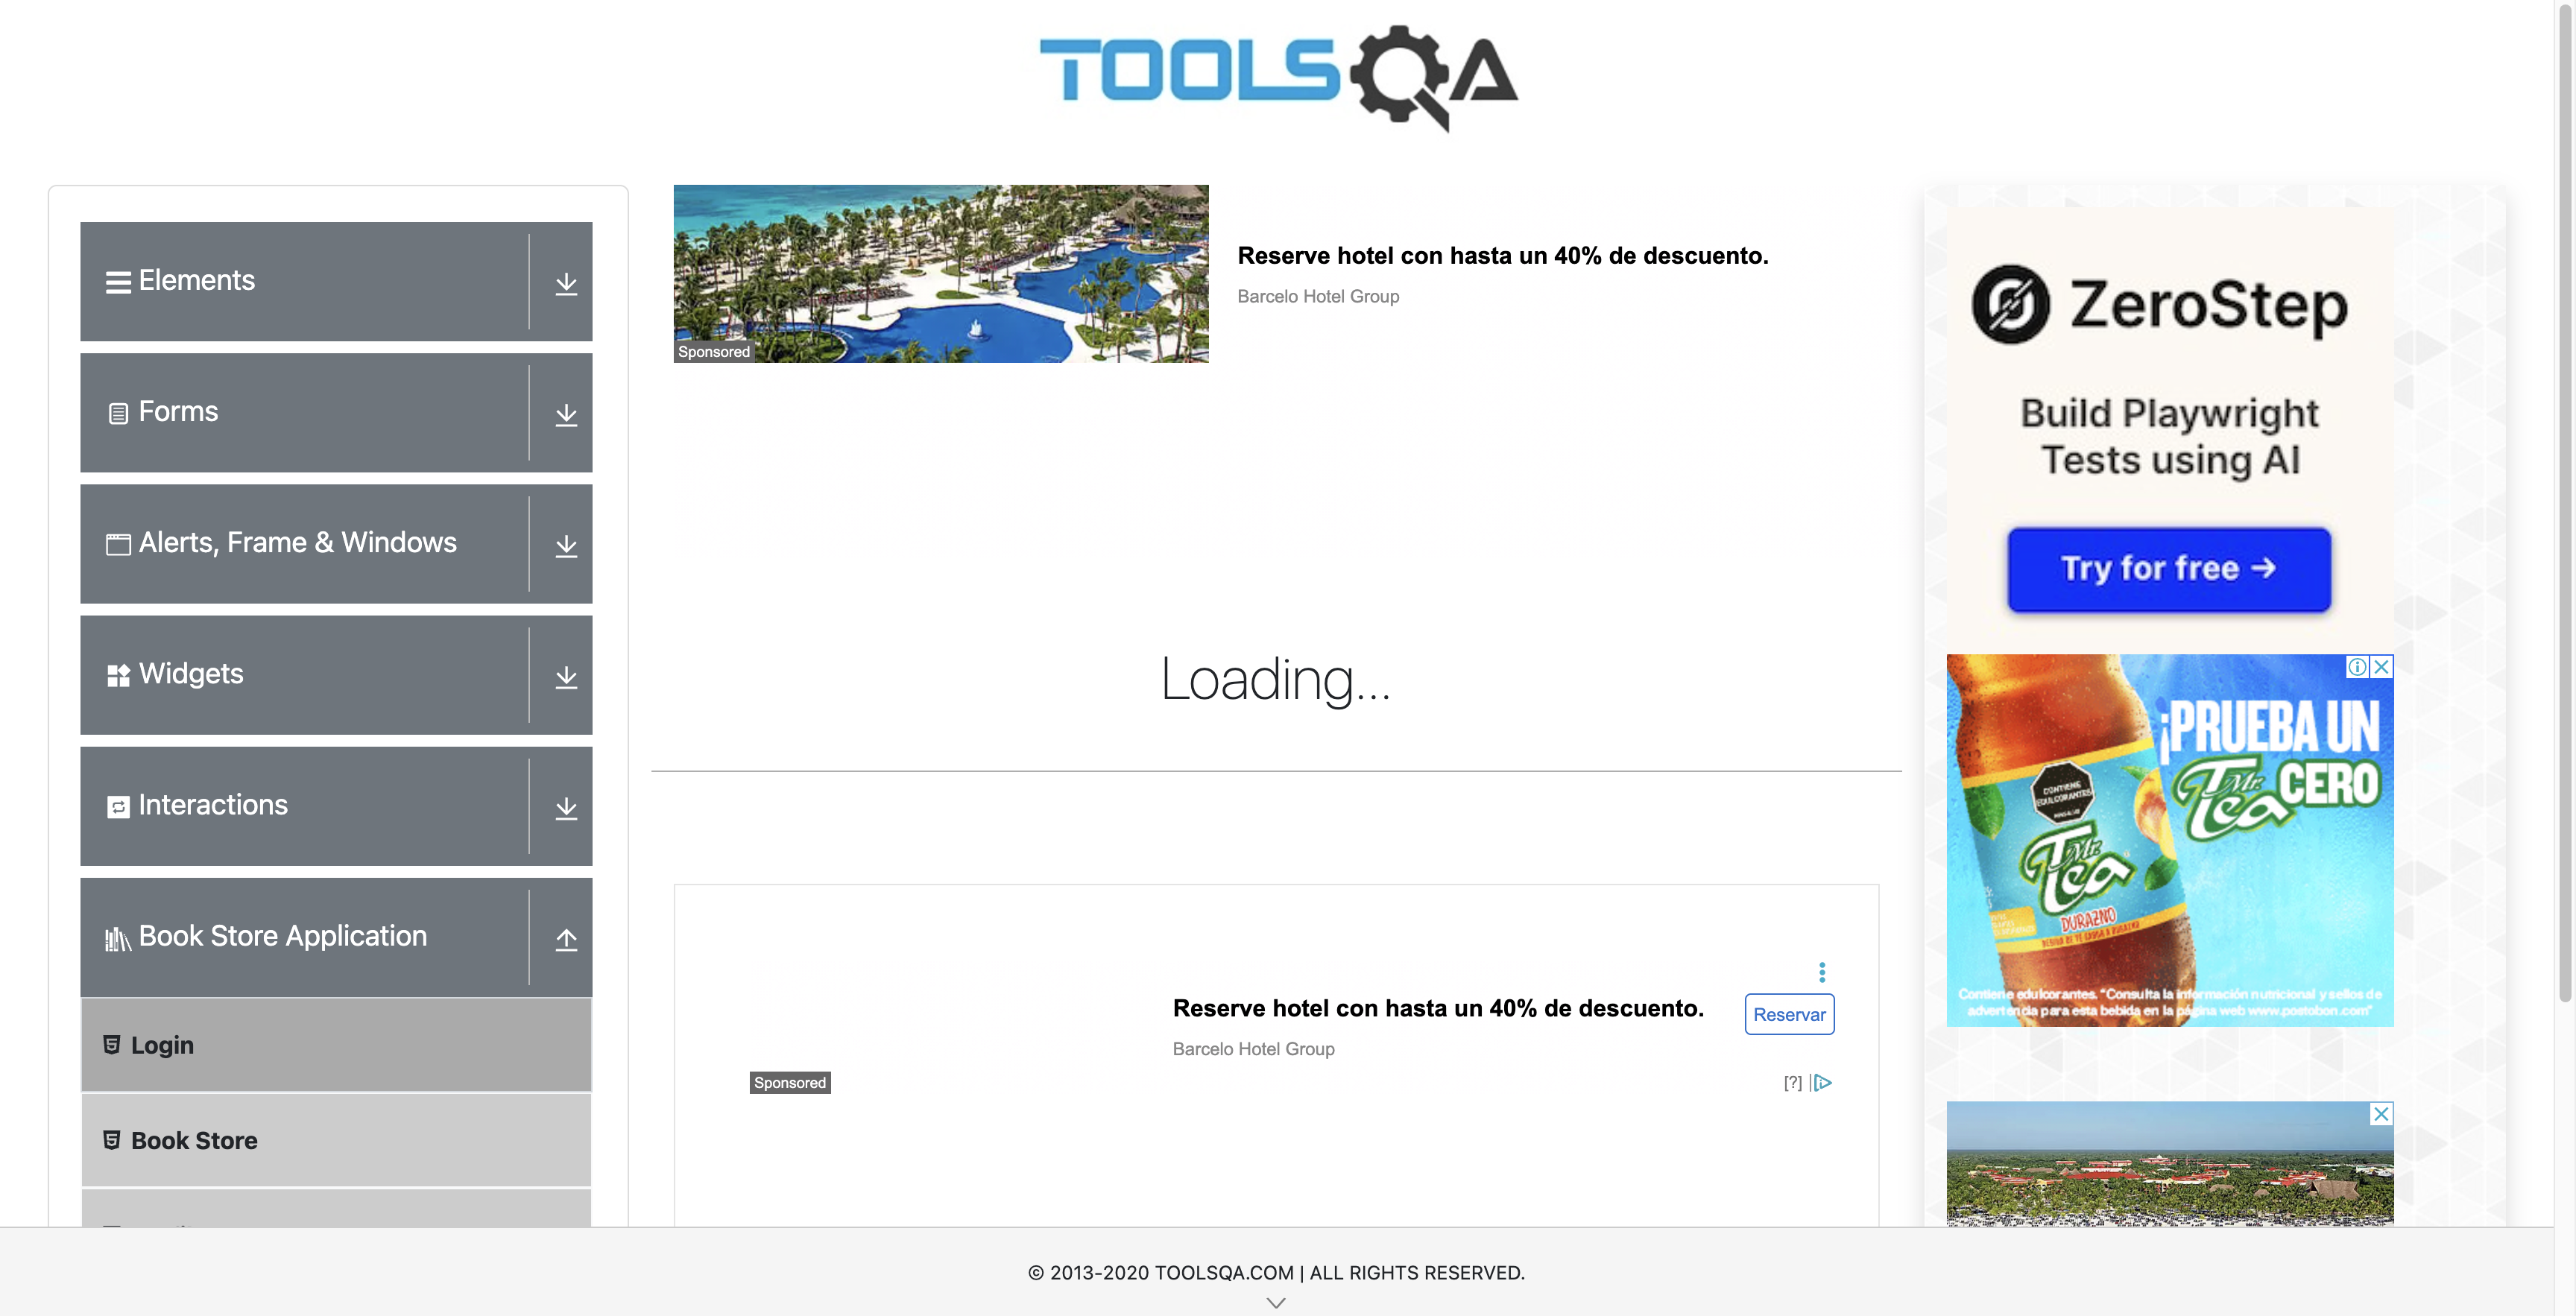 TOOLSQA
Elements
Forms
Alerts, Frame & Windows
Widgets
Interactions
Book Store Application
Login
Book Store
Reserve hotel con hasta un 40% de descuento.
Barcelo Hotel Group
Sponsored
Loading...
Reserve hotel con hasta un 40% de descuento.
Barcelo Hotel Group
Reservar
Sponsored
[?]
ZeroStep
Build Playwright
Tests using AI
Try for free →
¡PRUEBA UN
Mr. Tea CERO
CONTIENE
EDULCORANTES
Mr. Tea
DURAZNO
Contiene edulcorantes. "Consulta la información nutricional y sellos de
advertencia para esta bebida en la página web www.postobon.com"
© 2013-2020 TOOLSQA.COM | ALL RIGHTS RESERVED.